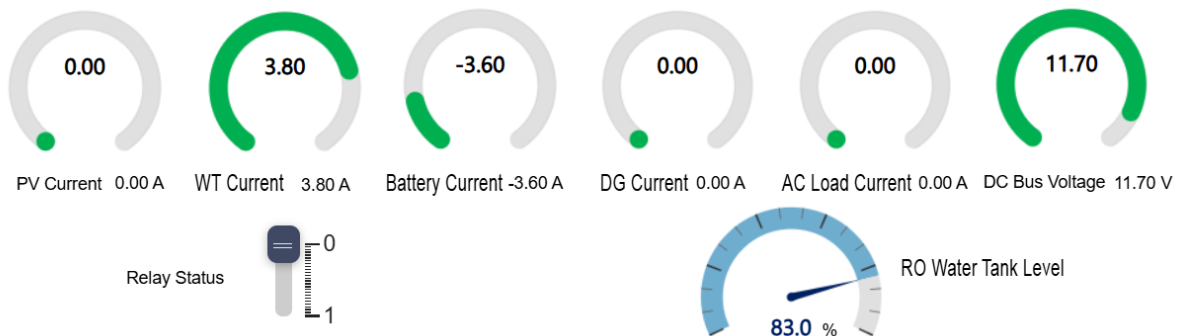 0.00 3.80 -3.60 0.00 0.00 11.70
PV Current 0.00 A WT Current 3.80 A Battery Current -3.60 A DG Current 0.00 A AC Load Current 0.00 A DC Bus Voltage 11.70 V
0
Relay Status
1
RO Water Tank Level
83.0 %